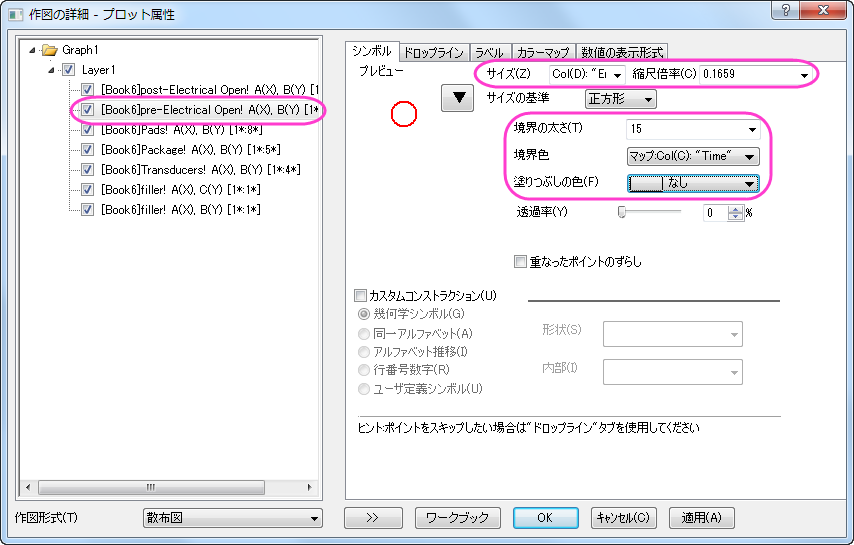 作図の詳細 - プロット属性
Graph1
Layer1
[Book6]post-Electrical Open! A(X), B(Y) [1
[Book6]pre-Electrical Open! A(X), B(Y) [1*
[Book6]Pads! A(X), B(Y) [1*:8*]
[Book6]Package! A(X), B(Y) [1*:5*]
[Book6]Transducers! A(X), B(Y) [1*:4*]
[Book6]filler! A(X), C(Y) [1*:1*]
[Book6]filler! A(X), B(Y) [1*:1*]
作図形式(T) 散布図
シンボル ドロップライン ラベル カラーマップ 数値の表示形式
プレビュー
サイズ(Z) Col(D): "Er 縮尺倍率(C) 0.1659
サイズの基準 正方形
境界の太さ(T) 15
境界色 マップ:Col(C): "Time"
塗りつぶしの色(F) なし
透過率(Y) 0 %
重なったポイントのずらし
カスタムコンストラクション(U)
幾何学シンボル(G)
同一アルファベット(A)
アルファベット推移(I)
行番号数字(R)
ユーザ定義シンボル(U)
形状(S)
内部(I)
ヒント:ポイントをスキップしたい場合は"ドロップライン"タブを使用してください
>> ワークブック OK キャンセル(C) 適用(A)